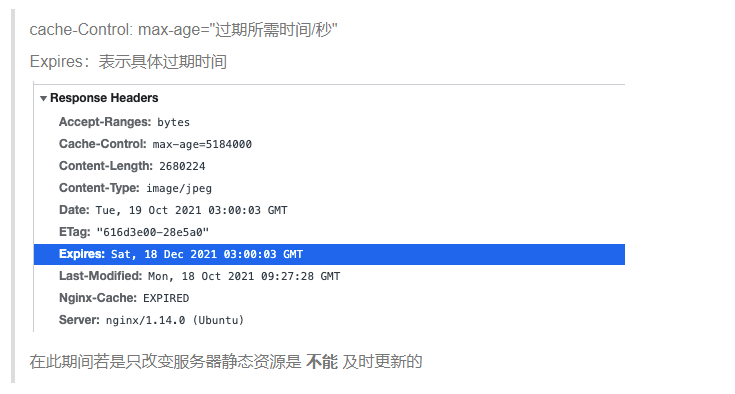 cache-Control: max-age="过期所需时间/秒"
Expires：表示具体过期时间
Response Headers
Accept-Ranges: bytes
Cache-Control: max-age=5184000
Content-Length: 2680224
Content-Type: image/jpeg
Date: Tue, 19 Oct 2021 03:00:03 GMT
ETag: "616d3e00-28e5a0"
Expires: Sat, 18 Dec 2021 03:00:03 GMT
Last-Modified: Mon, 18 Oct 2021 09:27:28 GMT
Nginx-Cache: EXPIRED
Server: nginx/1.14.0 (Ubuntu)
在此期间若是只改变服务器静态资源是 不能 及时更新的